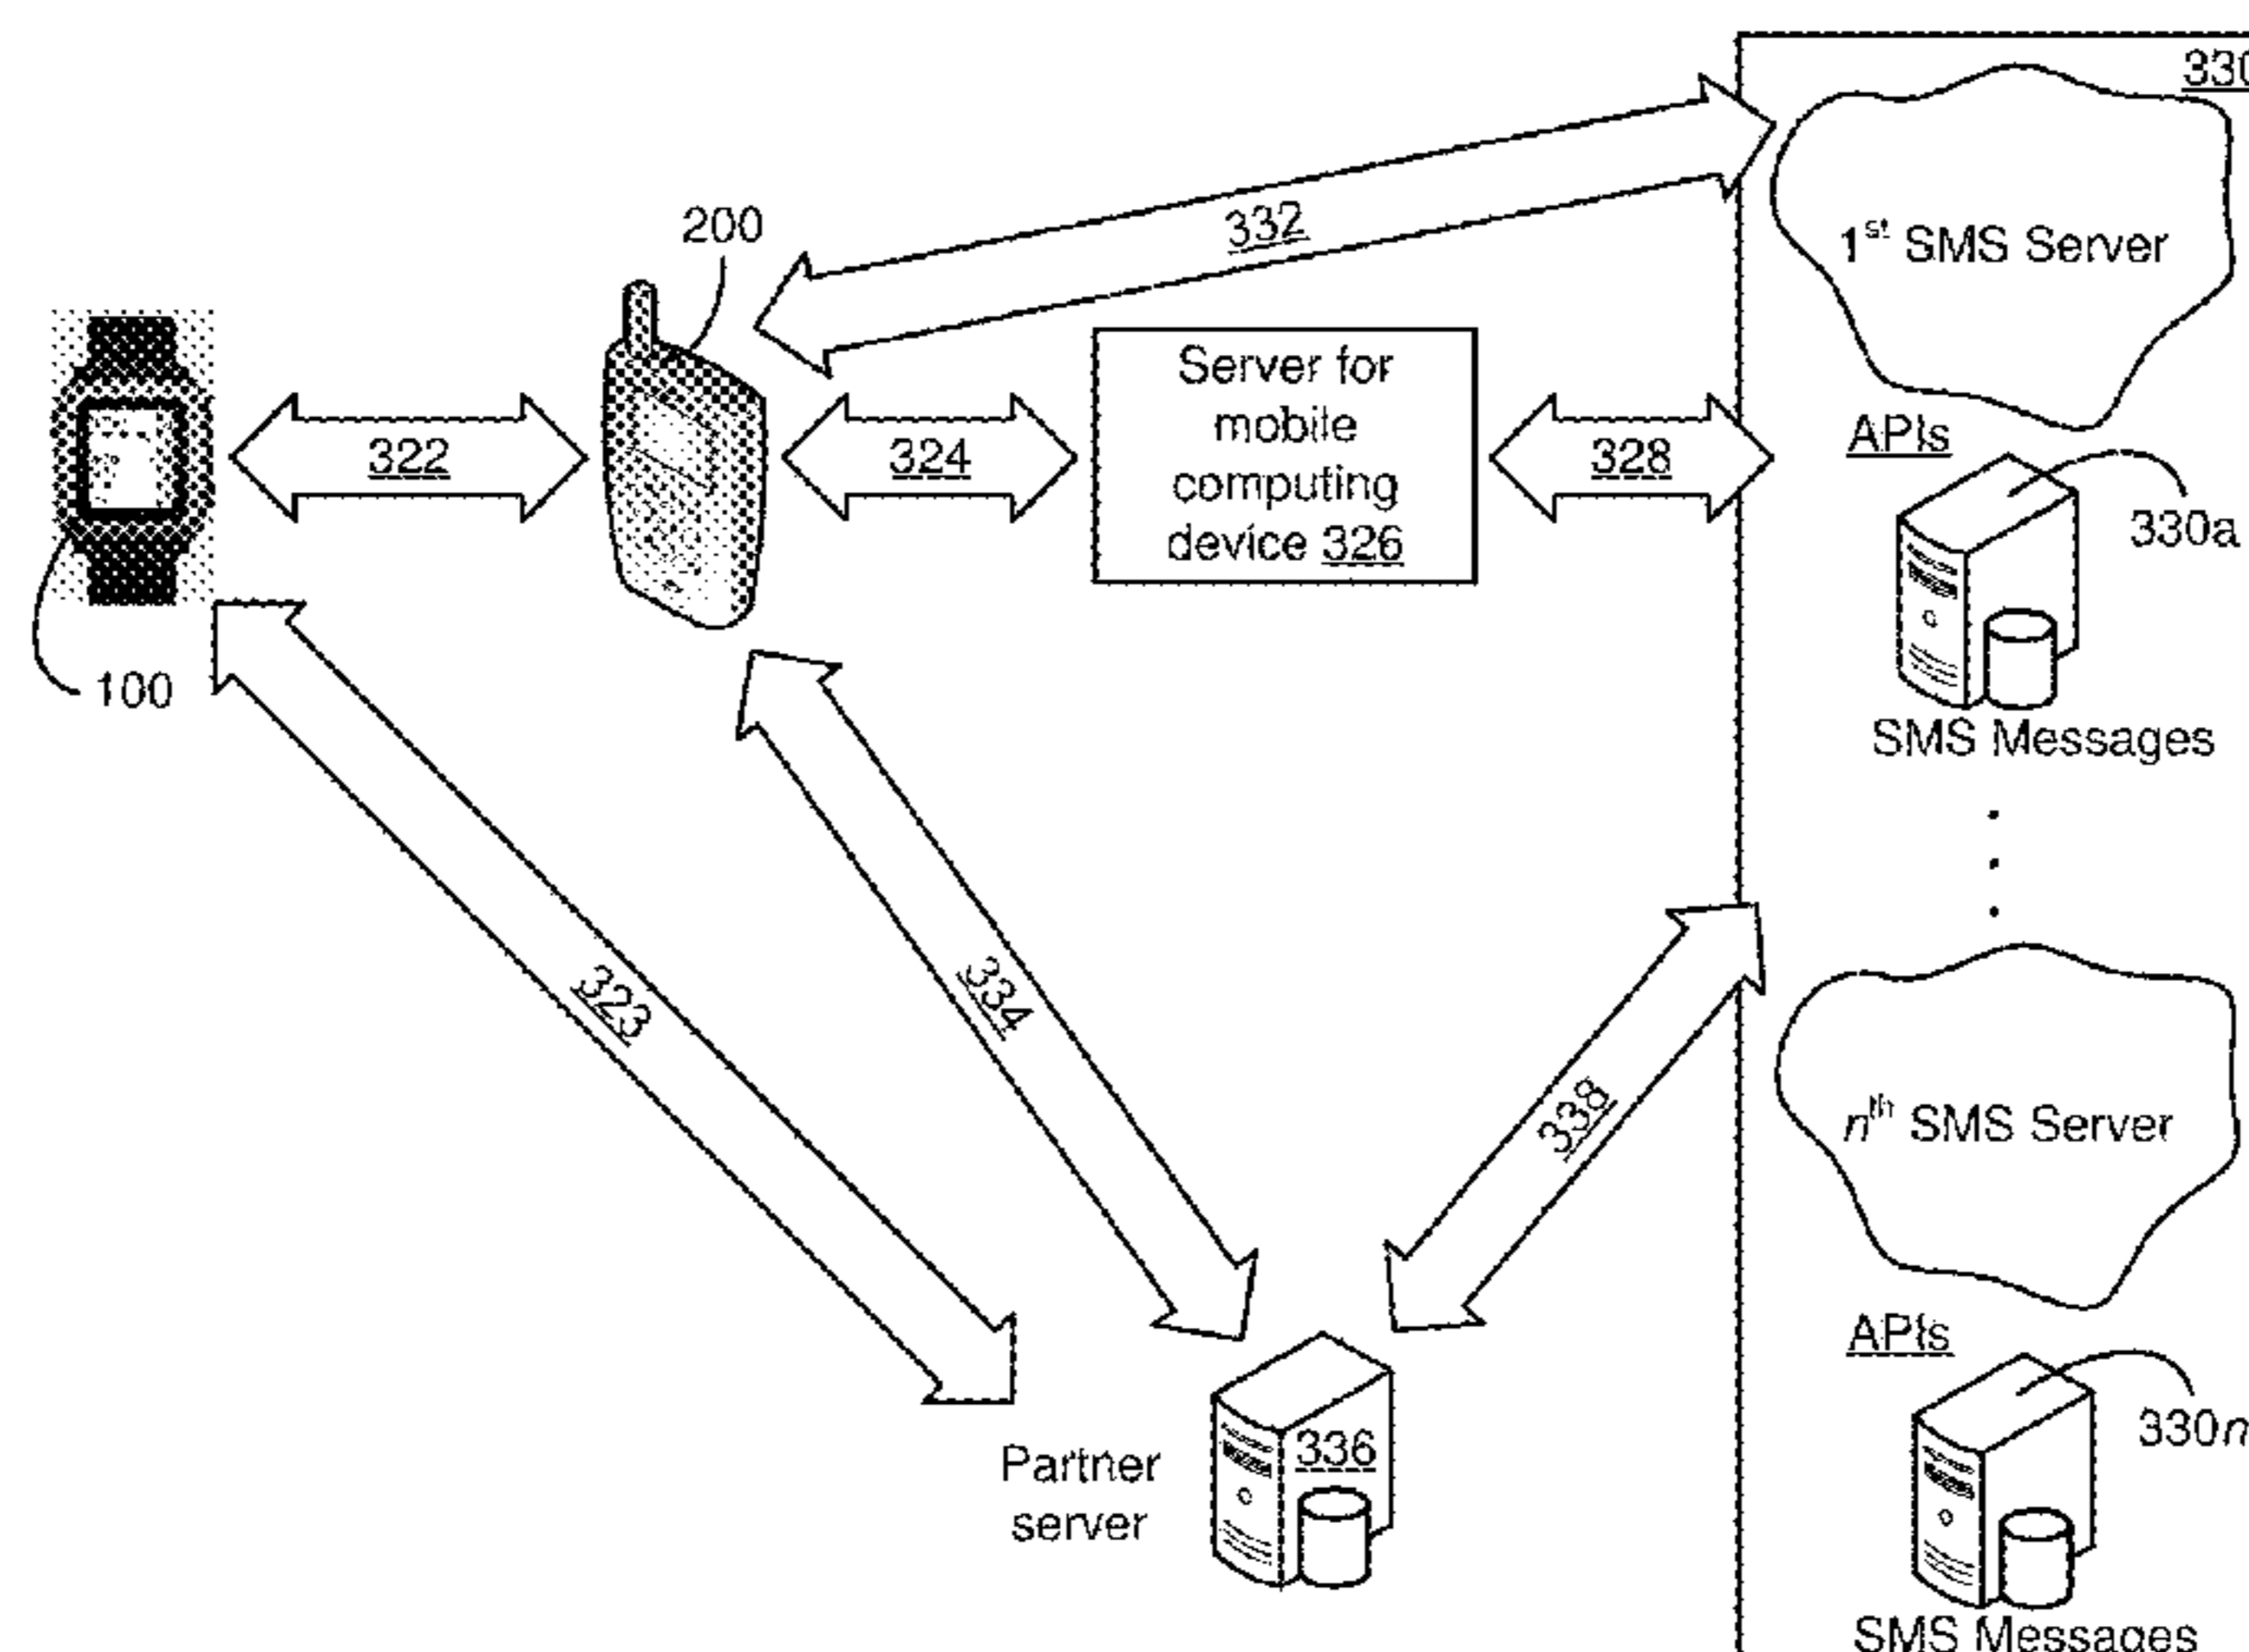 330
1st SMS Server
332
200
Server for
mobile
computing
device 326
322
324
328
APIs
330a
100
SMS Messages
323
334
338
nth SMS Server
APIs
330n
336
Partner
server
SMS Messages